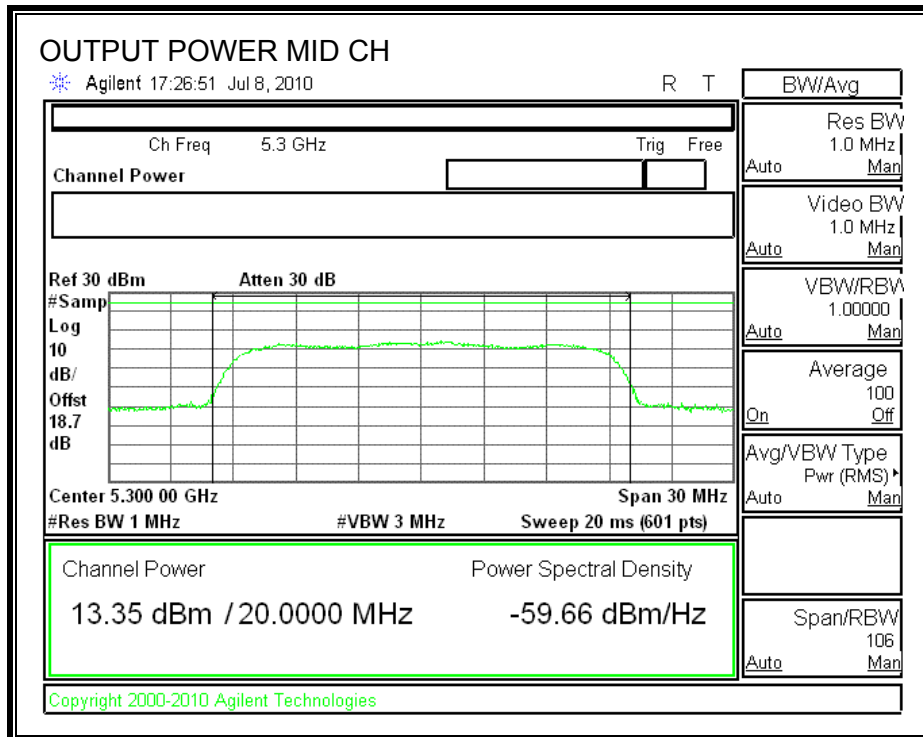 OUTPUT POWER MID CH
Agilent 17:26:51 Jul 8, 2010 R T
Ch Freq 5.3 GHz Trig Free
Channel Power
Ref 30 dBm Atten 30 dB
#Samp
Log
10
dB/
Offst
18.7
dB
Center 5.300 00 GHz Span 30 MHz
#Res BW 1 MHz #VBW 3 MHz Sweep 20 ms (601 pts)
Channel Power Power Spectral Density
13.35 dBm / 20.0000 MHz -59.66 dBm/Hz
Copyright 2000-2010 Agilent Technologies
BW/Avg
Res BW
1.0 MHz
Auto Man
Video BW
1.0 MHz
Auto Man
VBW/RBW
1.00000
Auto Man
Average
100
On Off
Avg/VBW Type
Pwr (RMS)
Auto Man
Span/RBW
106
Auto Man